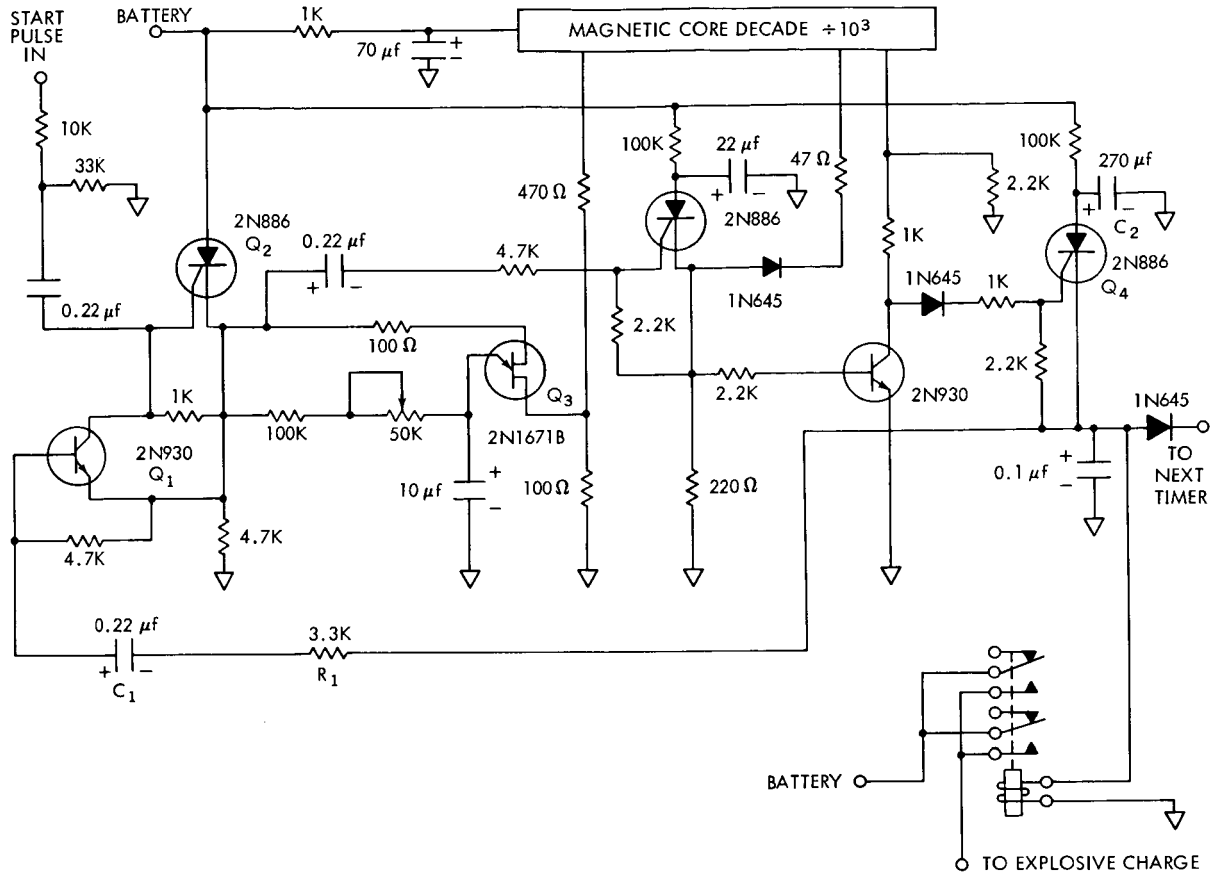 START
PULSE
IN
BATTERY
1K
70 µf
+
−
MAGNETIC CORE DECADE ÷10³
10K
33K
0.22 µf
2N886
Q2
0.22 µf
+ −
4.7K
470 Ω
100K
22 µf
+ −
2N886
47 Ω
1N645
2.2K
1K
100K
270 µf
+ −
C2
2N886
Q4
1N645
1K
2.2K
100 Ω
Q3
2N1671B
2.2K
2.2K
2N930
1K
2N930
Q1
100K
50K
10 µf
+
−
100 Ω
220 Ω
4.7K
4.7K
1N645
TO
NEXT
TIMER
0.1 µf
+
−
0.22 µf
+ −
C1
3.3K
R1
BATTERY
TO EXPLOSIVE CHARGE